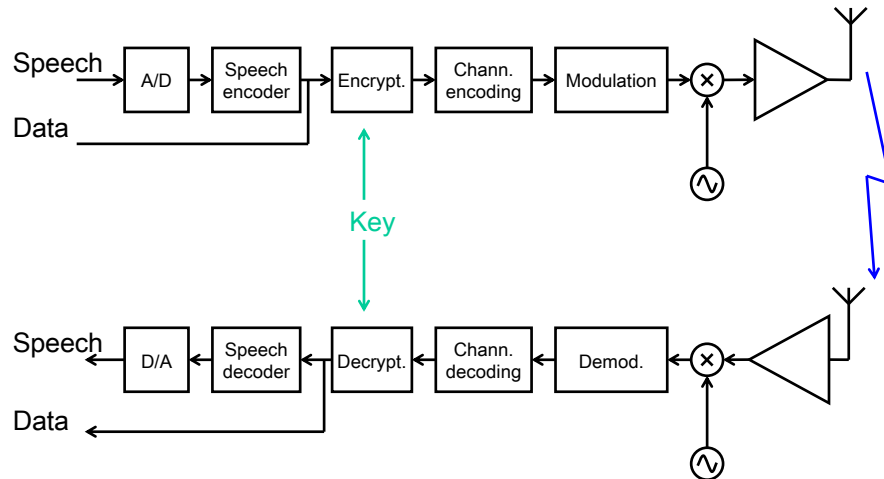 Speech
A/D
Speech
encoder
Encrypt.
Chann.
encoding
Modulation
Data
Key
Speech
D/A
Speech
decoder
Decrypt.
Chann.
decoding
Demod.
Data